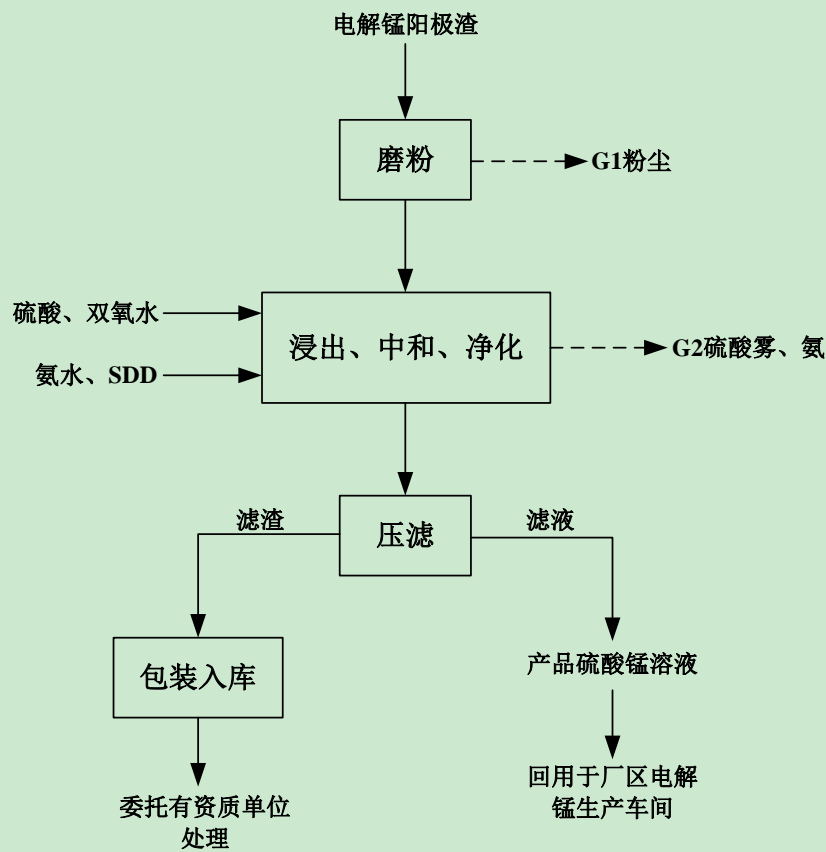 电解锰阳极渣
磨粉
G1粉尘
硫酸、双氧水
浸出、中和、净化
G2硫酸雾、氨
氨水、SDD
滤渣
压滤
滤液
包装入库
产品硫酸锰溶液
委托有资质单位
处理
回用于厂区电解
锰生产车间